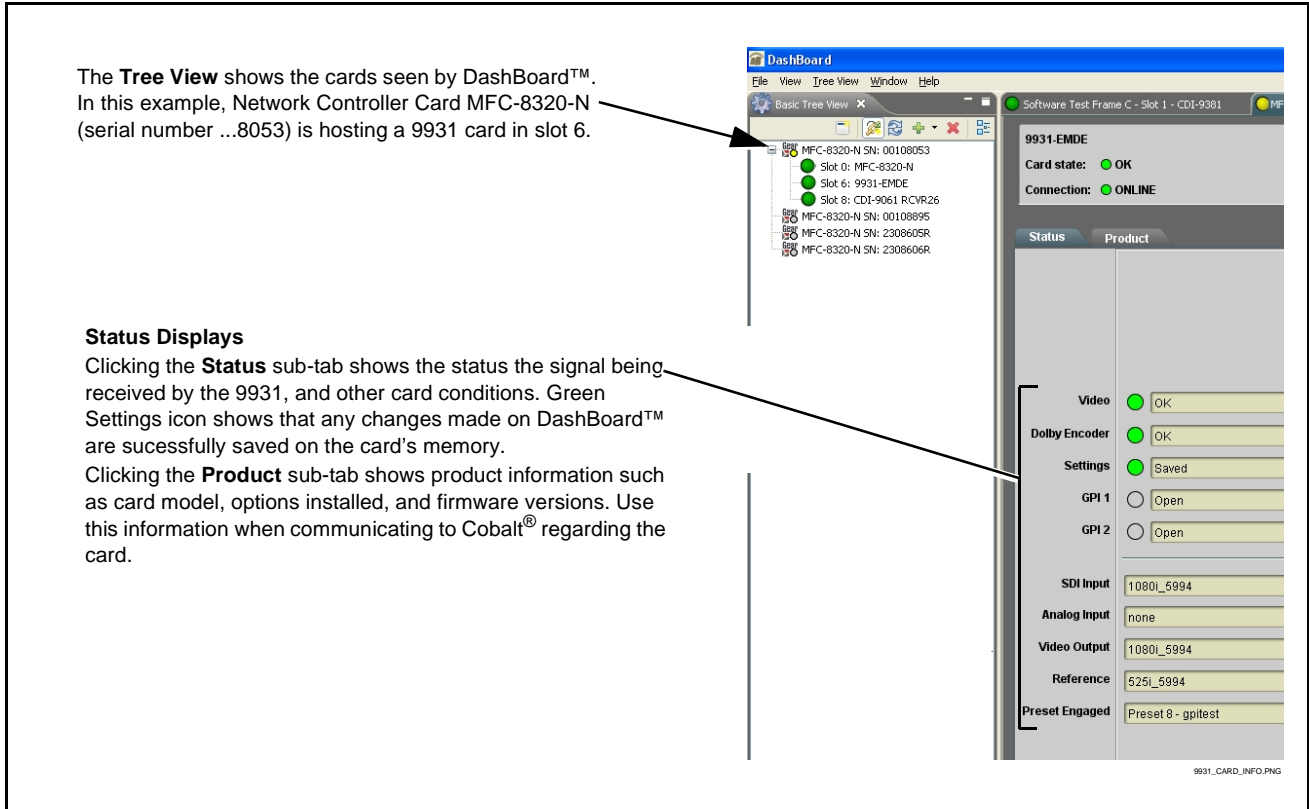 The Tree View shows the cards seen by DashBoard™.
In this example, Network Controller Card MFC-8320-N
(serial number ...8053) is hosting a 9931 card in slot 6.
Status Displays
Clicking the Status sub-tab shows the status the signal being
received by the 9931, and other card conditions. Green
Settings icon shows that any changes made on DashBoard™
are sucessfully saved on the card's memory.
Clicking the Product sub-tab shows product information such
as card model, options installed, and firmware versions. Use
this information when communicating to Cobalt® regarding the
card.
DashBoard
File View Tree View Window Help
Basic Tree View
MFC-8320-N SN: 00108053
Slot 0: MFC-8320-N
Slot 6: 9931-EMDE
Slot 8: CDI-9061 RCVR26
MFC-8320-N SN: 00108895
MFC-8320-N SN: 2308605R
MFC-8320-N SN: 2308606R
Software Test Frame C - Slot 1 - CDI-9381 MF
9931-EMDE
Card state: OK
Connection: ONLINE
Status Product
Video OK
Dolby Encoder OK
Settings Saved
GPI 1 Open
GPI 2 Open
SDI Input 1080i_5994
Analog Input none
Video Output 1080i_5994
Reference 525i_5994
Preset Engaged Preset 8 - gpitest
9931_CARD_INFO.PNG